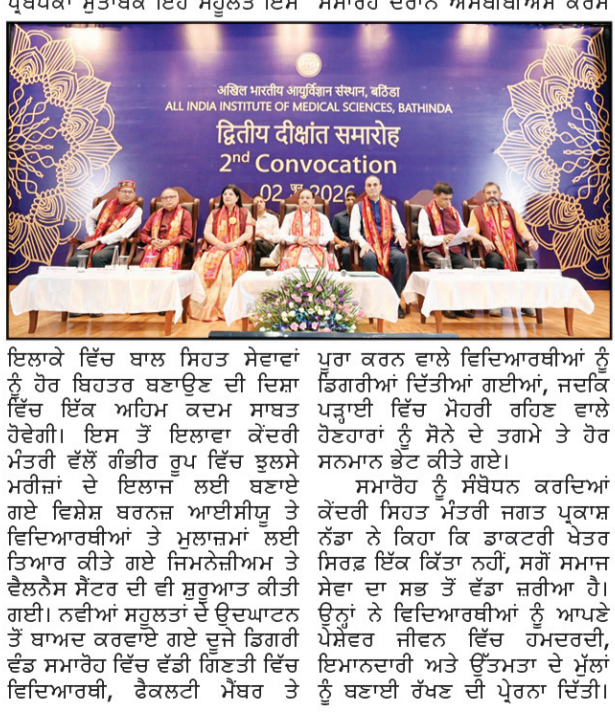 ਪ੍ਰਬੰਧਕਾਂ ਮੁਤਾਬਕ ਇਹ ਸਹੂਲਤ ਇਸ
अखिल भारतीय आयुर्विज्ञान संस्थान, बठिंडा
ALL INDIA INSTITUTE OF MEDICAL SCIENCES, BATHINDA
द्वितीय दीक्षांत समारोह
2nd Convocation
02 जून 2026
ਇਲਾਕੇ ਵਿੱਚ ਬਾਲ ਸਿਹਤ ਸੇਵਾਵਾਂ
ਨੂੰ ਹੋਰ ਬਿਹਤਰ ਬਣਾਉਣ ਦੀ ਦਿਸ਼ਾ
ਵਿੱਚ ਇੱਕ ਅਹਿਮ ਕਦਮ ਸਾਬਤ
ਹੋਵੇਗੀ। ਇਸ ਤੋਂ ਇਲਾਵਾ ਕੇਂਦਰੀ
ਮੰਤਰੀ ਵੱਲੋਂ ਗੰਭੀਰ ਰੂਪ ਵਿੱਚ ਝੁਲਸੇ
ਮਰੀਜ਼ਾਂ ਦੇ ਇਲਾਜ ਲਈ ਬਣਾਏ
ਗਏ ਵਿਸ਼ੇਸ਼ ਬਰਨਜ਼ ਆਈਸੀਯੂ ਤੇ
ਵਿਦਿਆਰਥੀਆਂ ਤੇ ਮੁਲਾਜ਼ਮਾਂ ਲਈ
ਤਿਆਰ ਕੀਤੇ ਗਏ ਜਿਮਨੇਜ਼ੀਅਮ ਤੇ
ਵੈਲਨੈਸ ਸੈਂਟਰ ਦੀ ਵੀ ਸ਼ੁਰੂਆਤ ਕੀਤੀ
ਗਈ। ਨਵੀਆਂ ਸਹੂਲਤਾਂ ਦੇ ਉਦਘਾਟਨ
ਤੋਂ ਬਾਅਦ ਕਰਵਾਏ ਗਏ ਦੂਜੇ ਡਿਗਰੀ
ਵੰਡ ਸਮਾਰੋਹ ਵਿੱਚ ਵੱਡੀ ਗਿਣਤੀ ਵਿੱਚ
ਵਿਦਿਆਰਥੀ, ਫੈਕਲਟੀ ਮੈਂਬਰ ਤੇ
ਸਮਾਰੋਹ ਦੌਰਾਨ ਐਮਬੀਬੀਐਸ ਕੋਰਸ
ਪੂਰਾ ਕਰਨ ਵਾਲੇ ਵਿਦਿਆਰਥੀਆਂ ਨੂੰ
ਡਿਗਰੀਆਂ ਦਿੱਤੀਆਂ ਗਈਆਂ, ਜਦਕਿ
ਪੜ੍ਹਾਈ ਵਿੱਚ ਮੋਹਰੀ ਰਹਿਣ ਵਾਲੇ
ਹੋਣਹਾਰਾਂ ਨੂੰ ਸੋਨੇ ਦੇ ਤਗਮੇ ਤੇ ਹੋਰ
ਸਨਮਾਨ ਭੇਟ ਕੀਤੇ ਗਏ।
ਸਮਾਰੋਹ ਨੂੰ ਸੰਬੋਧਨ ਕਰਦਿਆਂ
ਕੇਂਦਰੀ ਸਿਹਤ ਮੰਤਰੀ ਜਗਤ ਪ੍ਰਕਾਸ਼
ਨੱਡਾ ਨੇ ਕਿਹਾ ਕਿ ਡਾਕਟਰੀ ਖੇਤਰ
ਸਿਰਫ਼ ਇੱਕ ਕਿੱਤਾ ਨਹੀਂ, ਸਗੋਂ ਸਮਾਜ
ਸੇਵਾ ਦਾ ਸਭ ਤੋਂ ਵੱਡਾ ਜ਼ਰੀਆ ਹੈ।
ਉਨ੍ਹਾਂ ਨੇ ਵਿਦਿਆਰਥੀਆਂ ਨੂੰ ਆਪਣੇ
ਪੇਸ਼ੇਵਰ ਜੀਵਨ ਵਿੱਚ ਹਮਦਰਦੀ,
ਇਮਾਨਦਾਰੀ ਅਤੇ ਉੱਤਮਤਾ ਦੇ ਮੁੱਲਾਂ
ਨੂੰ ਬਣਾਈ ਰੱਖਣ ਦੀ ਪ੍ਰੇਰਨਾ ਦਿੱਤੀ।